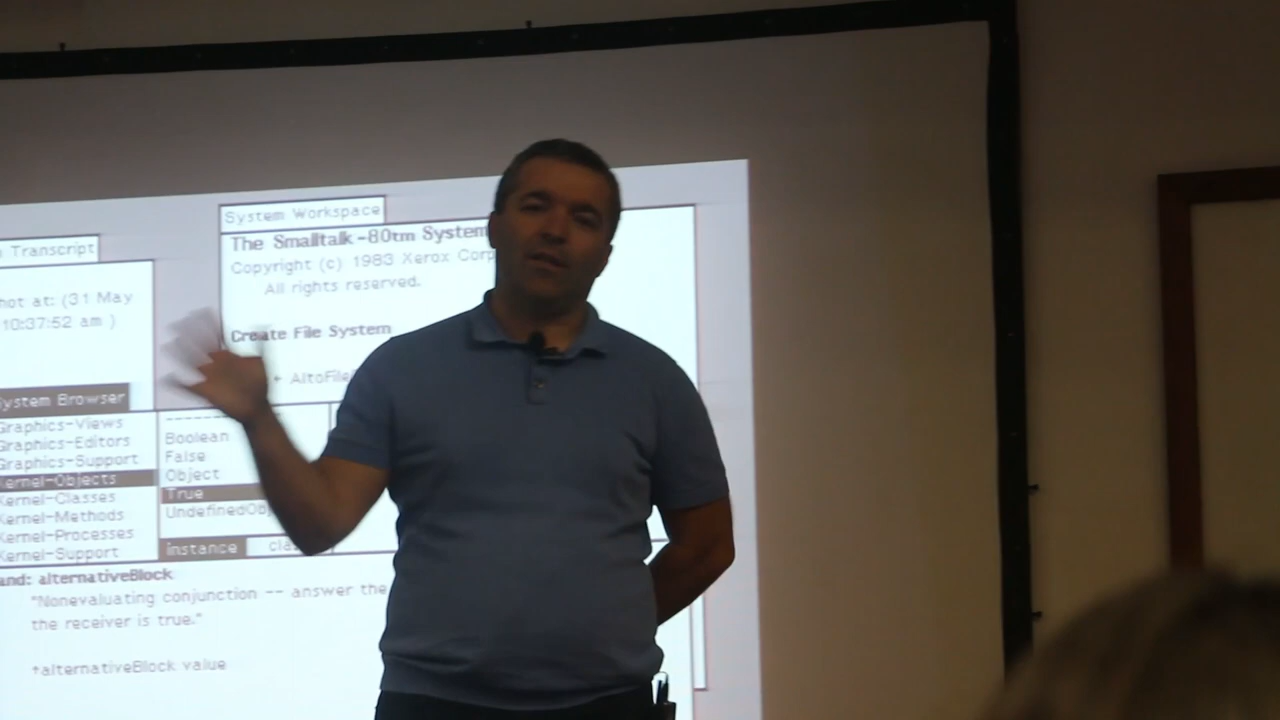 System Workspace
The Smalltalk-80tm System
Copyright (c) 1983 Xerox Corp
All rights reserved.
Create File System
← AltoFile
Transcript
hot at: (31 May
10:37:52 am )
System Browser
Graphics-Views
Graphics-Editors
Graphics-Support
Kernel-Objects
Kernel-Classes
Kernel-Methods
Kernel-Processes
Kernel-Support
----
Boolean
False
Object
True
UndefinedObj
instance
clas
and: alternativeBlock
"Nonevaluating conjunction -- answer the
the receiver is true."
↑alternativeBlock value